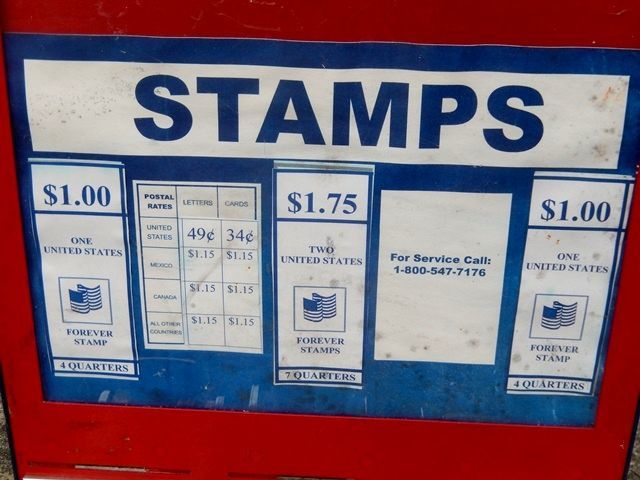 STAMPS
$1.00
ONE
UNITED STATES
FOREVER
STAMP
4 QUARTERS
POSTAL RATES LETTERS CARDS
UNITED STATES 49¢ 34¢
MEXICO $1.15 $1.15
CANADA $1.15 $1.15
ALL OTHER COUNTRIES $1.15 $1.15
$1.75
TWO
UNITED STATES
FOREVER
STAMPS
7 QUARTERS
For Service Call:
1-800-547-7176
$1.00
ONE
UNITED STATES
FOREVER
STAMP
4 QUARTERS